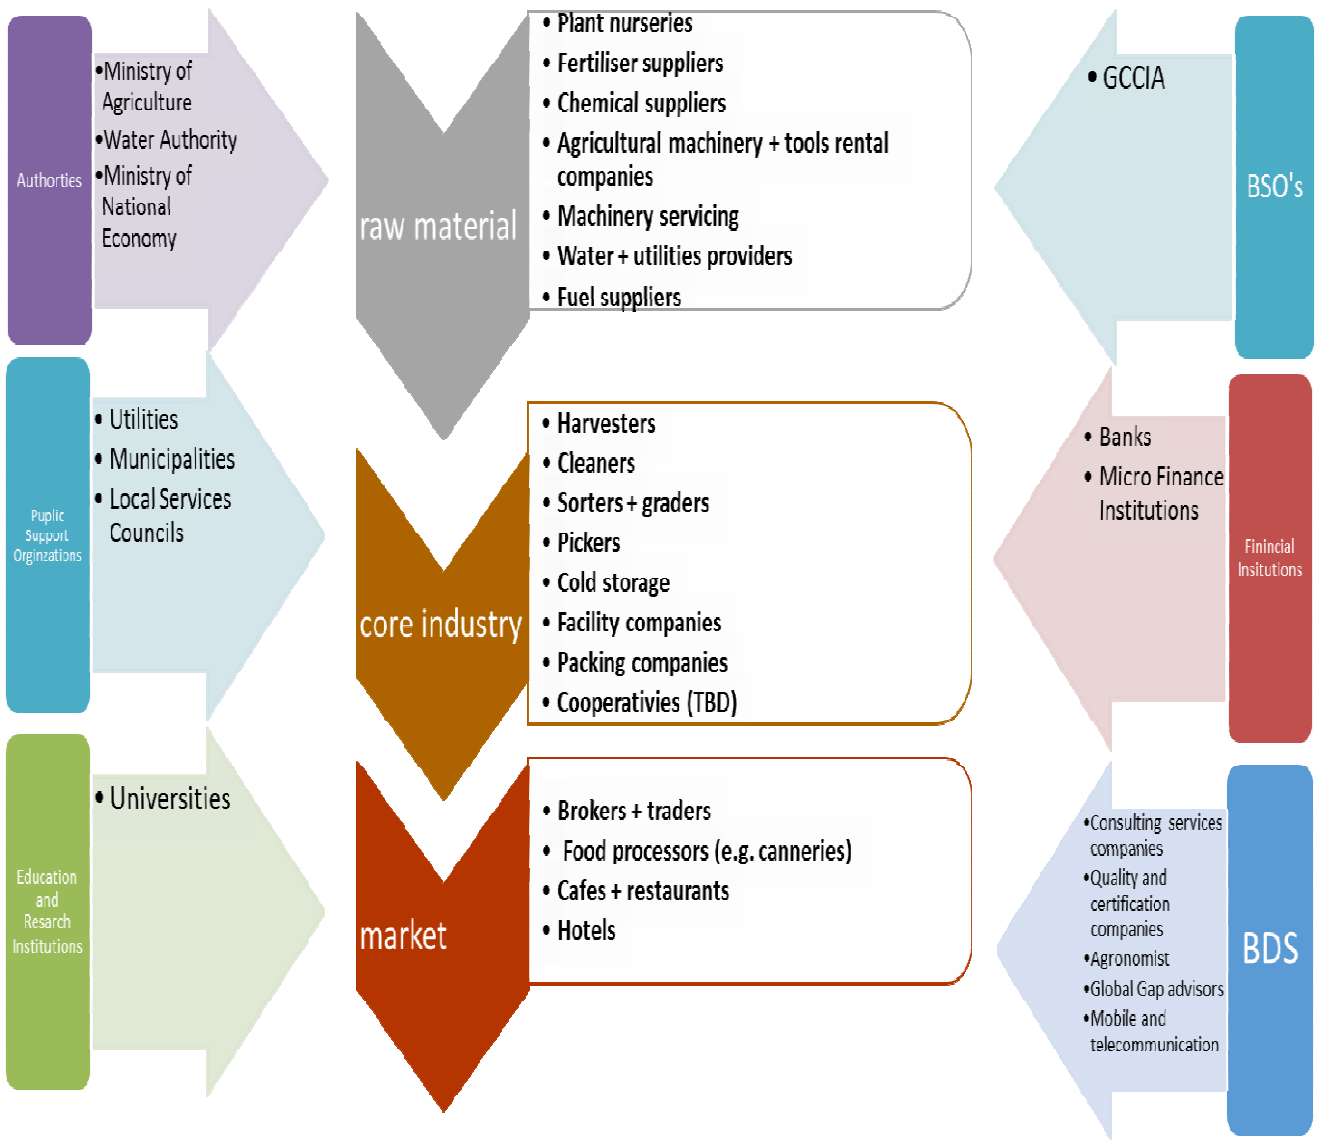 Authorties
•Ministry of
Agriculture
•Water Authority
•Ministry of
National
Economy
Puplic
Support
Orginzations
• Utilities
• Municipalities
• Local Services
Councils
Education
and
Resarch
Institutions
• Universities
raw material
• Plant nurseries
• Fertiliser suppliers
• Chemical suppliers
• Agricultural machinery + tools rental
companies
• Machinery servicing
• Water + utilities providers
• Fuel suppliers
core industry
• Harvesters
• Cleaners
• Sorters + graders
• Pickers
• Cold storage
• Facility companies
• Packing companies
• Cooperativies (TBD)
market
• Brokers + traders
• Food processors (e.g. canneries)
• Cafes + restaurants
• Hotels
• GCCIA
BSO's
• Banks
• Micro Finance
Institutions
Finincial
Insitutions
•Consulting services
companies
•Quality and
certification
companies
•Agronomist
•Global Gap advisors
•Mobile and
telecommunication
BDS